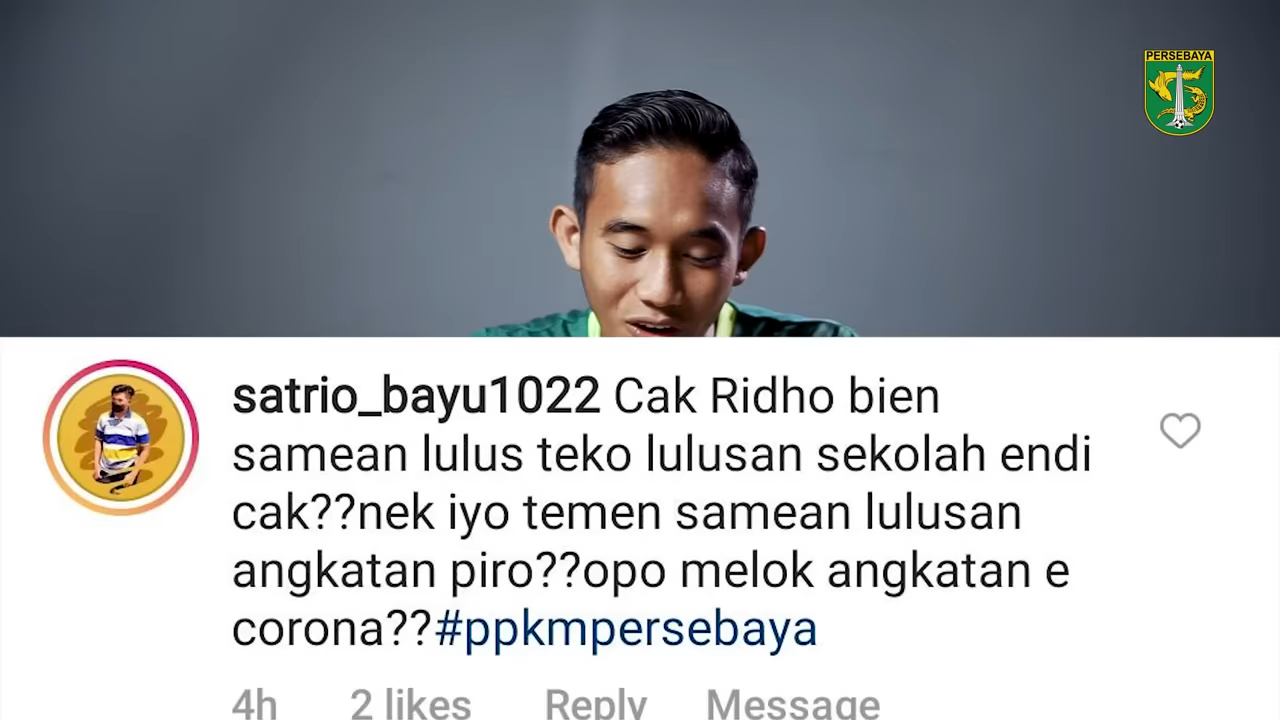 PERSEBAYA
satrio_bayu1022 Cak Ridho bien
samean lulus teko lulusan sekolah endi
cak??nek iyo temen samean lulusan
angkatan piro??opo melok angkatan e
corona??#ppkmpersebaya
4h 2 likes Reply Message